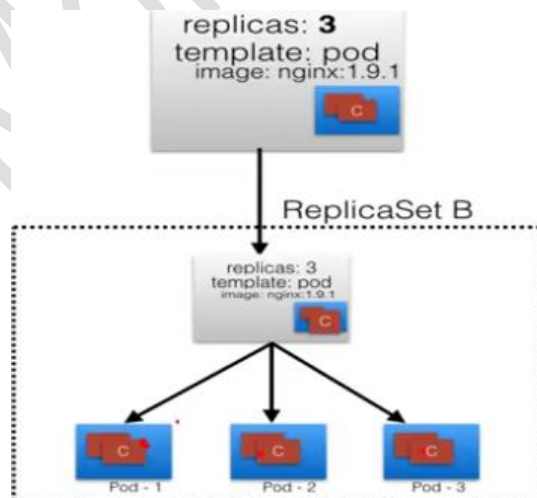 replicas: 3
template: pod
image: nginx:1.9.1
C
ReplicaSet B
replicas: 3
template: pod
image: nginx:1.9.1
C
C
C
C
Pod - 1
Pod - 2
Pod - 3